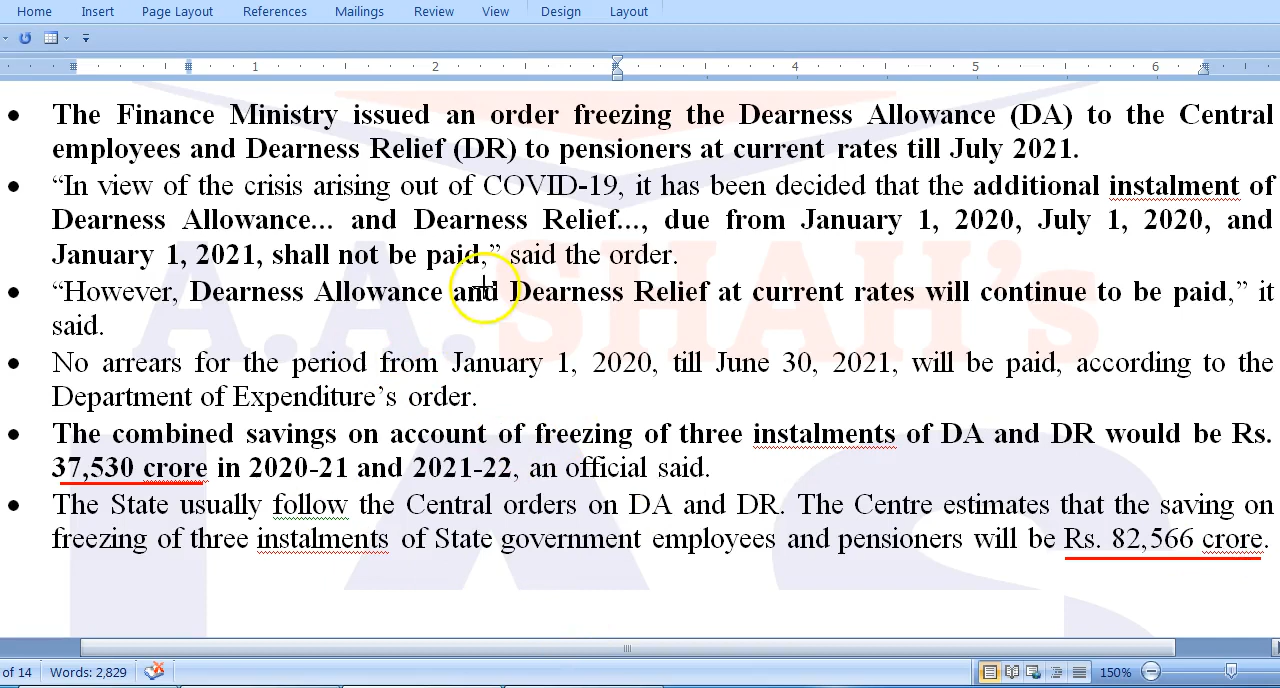 Home Insert Page Layout References Mailings Review View Design Layout
1 2 4 5 6
• The Finance Ministry issued an order freezing the Dearness Allowance (DA) to the Central
employees and Dearness Relief (DR) to pensioners at current rates till July 2021.
• “In view of the crisis arising out of COVID-19, it has been decided that the additional instalment of
Dearness Allowance... and Dearness Relief..., due from January 1, 2020, July 1, 2020, and
January 1, 2021, shall not be paid,” said the order.
• “However, Dearness Allowance and Dearness Relief at current rates will continue to be paid,” it
said.
• No arrears for the period from January 1, 2020, till June 30, 2021, will be paid, according to the
Department of Expenditure’s order.
• The combined savings on account of freezing of three instalments of DA and DR would be Rs.
37,530 crore in 2020-21 and 2021-22, an official said.
• The State usually follow the Central orders on DA and DR. The Centre estimates that the saving on
freezing of three instalments of State government employees and pensioners will be Rs. 82,566 crore.
A.A.SHAH's
IAS
of 14 Words: 2,829 150%